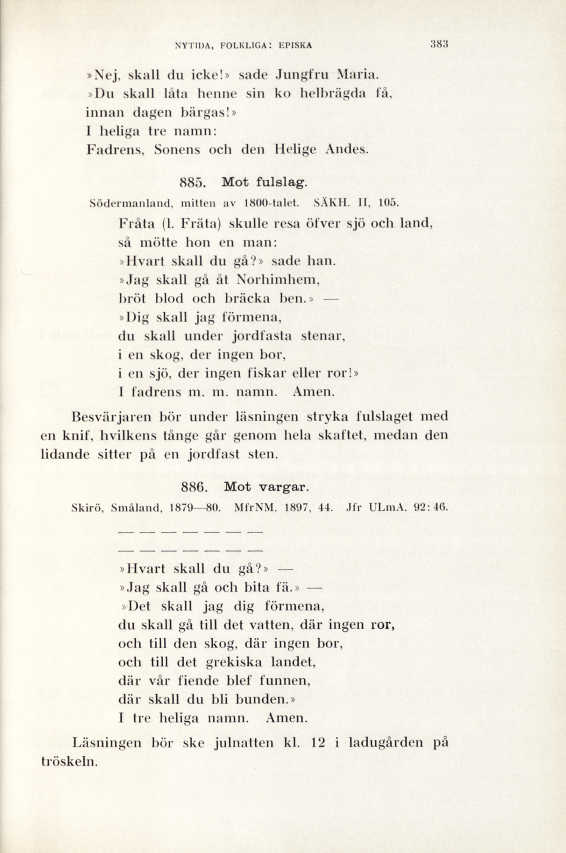 NYTIDA, FOLKLIGA: EPISKA 383
»Nej, skall du icke!» sade Jungfru Maria.
»Du skall låta henne sin ko helbrägda få,
innan dagen bärgas!»
I heliga tre namn:
Fadrens, Sonens och den Helige Andes.
885. Mot fulslag.
Södermanland, mitten av 1800-talet. SÄKH. II, 105.
Fråta (l. Fräta) skulle resa öfver sjö och land,
så mötte hon en man:
»Hvart skall du gå?» sade han.
»Jag skall gå åt Norhimhem,
bröt blod och bräcka ben.» —
»Dig skall jag förmena,
du skall under jordfasta stenar,
i en skog, der ingen bor,
i en sjö, der ingen fiskar eller ror!»
I fadrens m. m. namn. Amen.
Besvärjaren bör under läsningen stryka fulslaget med
en knif, hvilkens tånge går genom hela skaftet, medan den
lidande sitter på en jordfast sten.
886. Mot vargar.
Skirö, Småland, 1879—80. MfrNM. 1897, 44. Jfr ULmA. 92: 46.
— — — — — — —
— — — — — — —
»Hvart skall du gå?» —
»Jag skall gå och bita fä.» —
»Det skall jag dig förmena,
du skall gå till det vatten, där ingen ror,
och till den skog, där ingen bor,
och till det grekiska landet,
där vår fiende blef funnen,
där skall du bli bunden.»
I tre heliga namn. Amen.
Läsningen bör ske julnatten kl. 12 i ladugården på
tröskeln.